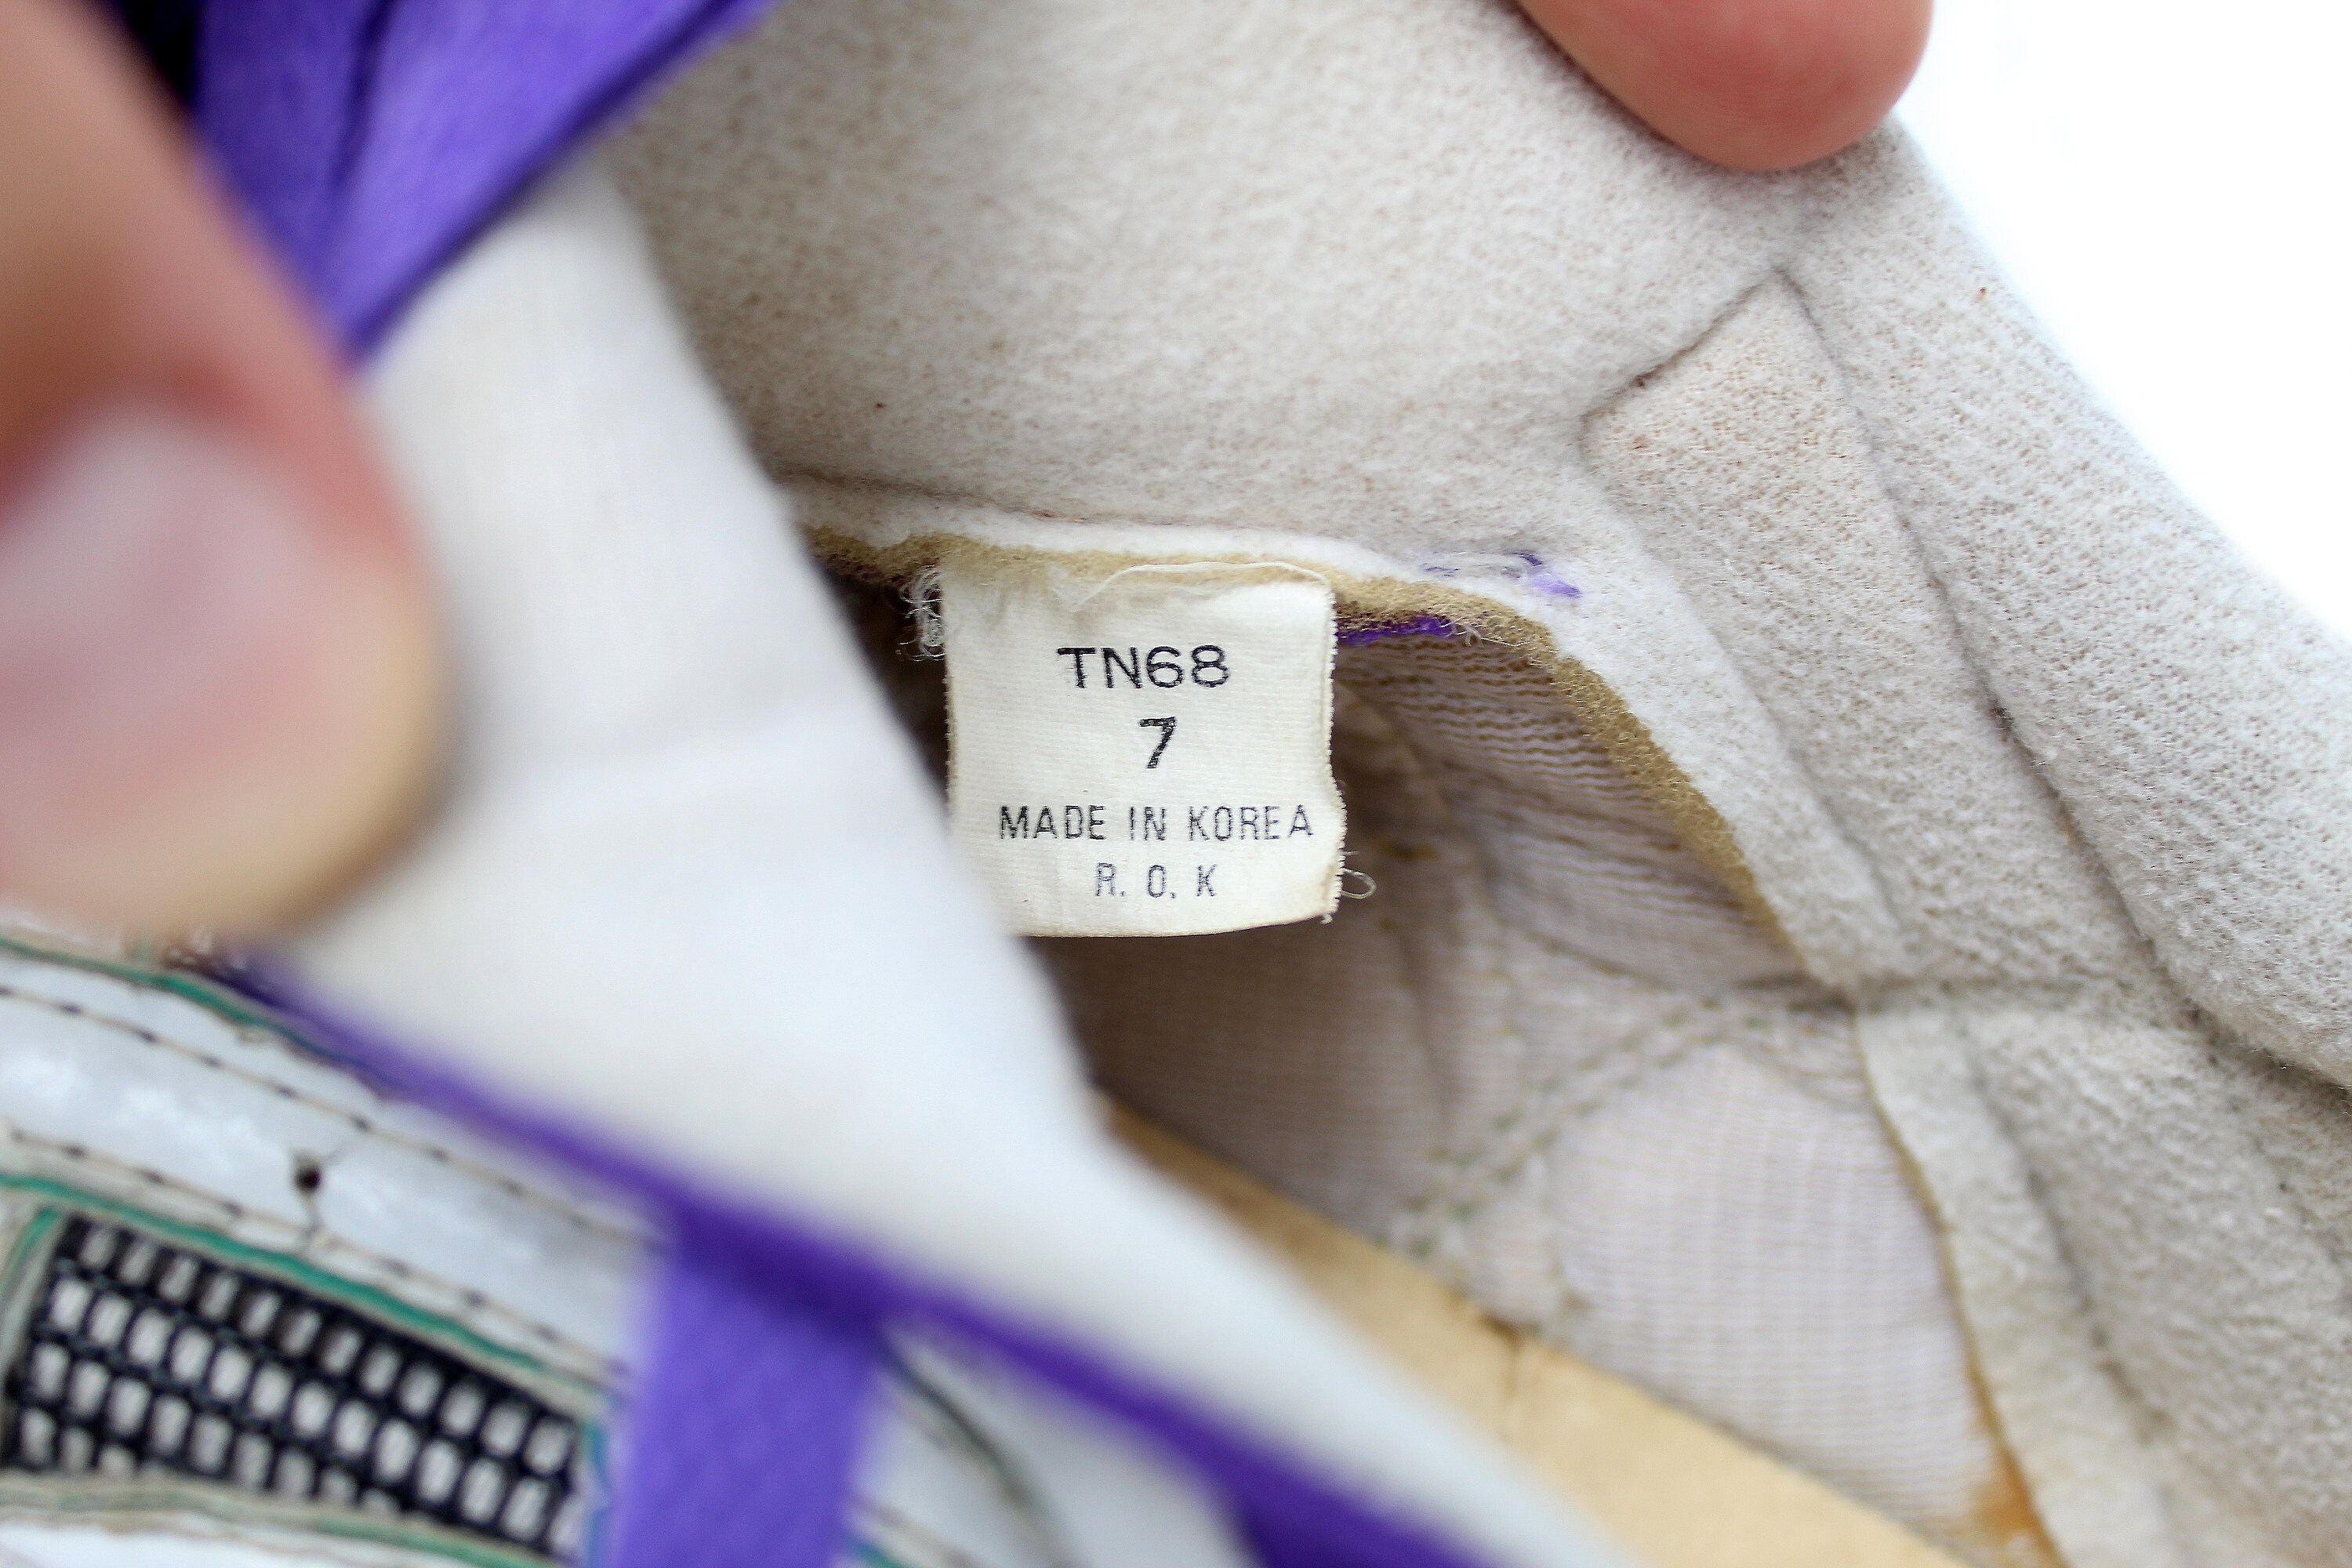 TN68
7
MADE IN KOREA
R. O. K